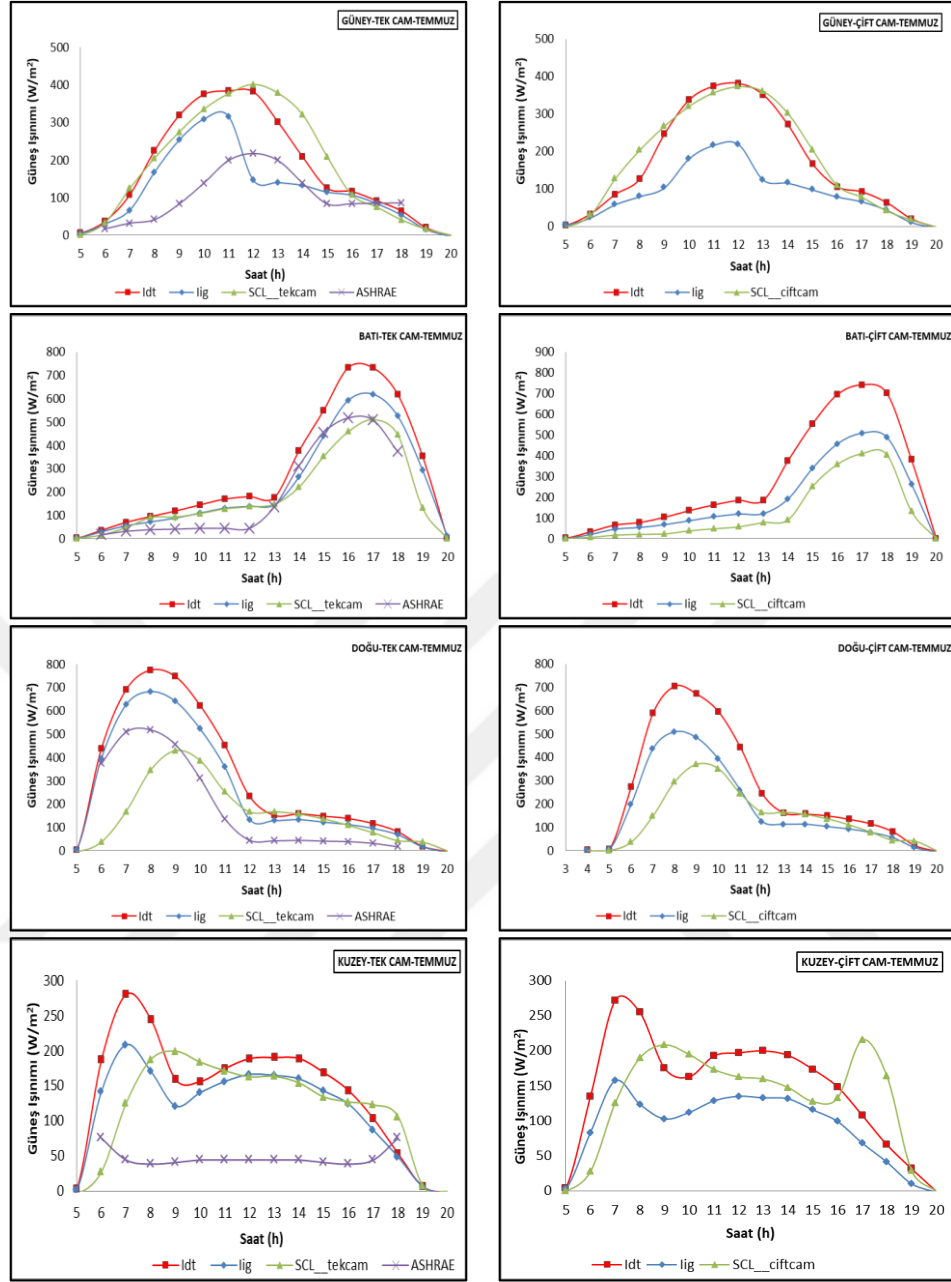 GÜNEY-TEK CAM-TEMMUZ
Güneş Işınımı (W/m²)
500
400
300
200
100
0
5 6 7 8 9 10 11 12 13 14 15 16 17 18 19 20
Saat (h)
Idt Iig SCL__tekcam ASHRAE
GÜNEY-ÇİFT CAM-TEMMUZ
Güneş Işınımı (W/m²)
500
400
300
200
100
0
5 6 7 8 9 10 11 12 13 14 15 16 17 18 19 20
Saat (h)
Idt Iig SCL__ciftcam
BATI-TEK CAM-TEMMUZ
Güneş Işınımı (W/m²)
800
700
600
500
400
300
200
100
0
5 6 7 8 9 10 11 12 13 14 15 16 17 18 19 20
Saat (h)
Idt Iig SCL__tekcam ASHRAE
BATI-ÇİFT CAM-TEMMUZ
Güneş Işınımı (W/m²)
900
800
700
600
500
400
300
200
100
0
5 6 7 8 9 10 11 12 13 14 15 16 17 18 19 20
Saat (h)
Idt Iig SCL__ciftcam
DOĞU-TEK CAM-TEMMUZ
Güneş Işınımı (W/m²)
800
700
600
500
400
300
200
100
0
5 6 7 8 9 10 11 12 13 14 15 16 17 18 19 20
Saat (h)
Idt Iig SCL__tekcam ASHRAE
DOĞU-ÇİFT CAM-TEMMUZ
Güneş Işınımı (W/m²)
800
700
600
500
400
300
200
100
0
3 4 5 6 7 8 9 10 11 12 13 14 15 16 17 18 19 20
Saat (h)
Idt Iig SCL__ciftcam
KUZEY-TEK CAM-TEMMUZ
Güneş Işınımı (W/m²)
300
250
200
150
100
50
0
5 6 7 8 9 10 11 12 13 14 15 16 17 18 19 20
Saat (h)
Idt Iig SCL__tekcam ASHRAE
KUZEY-ÇİFT CAM-TEMMUZ
Güneş Işınımı (W/m²)
300
250
200
150
100
50
0
5 6 7 8 9 10 11 12 13 14 15 16 17 18 19 20
Saat (h)
Idt Iig SCL__ciftcam